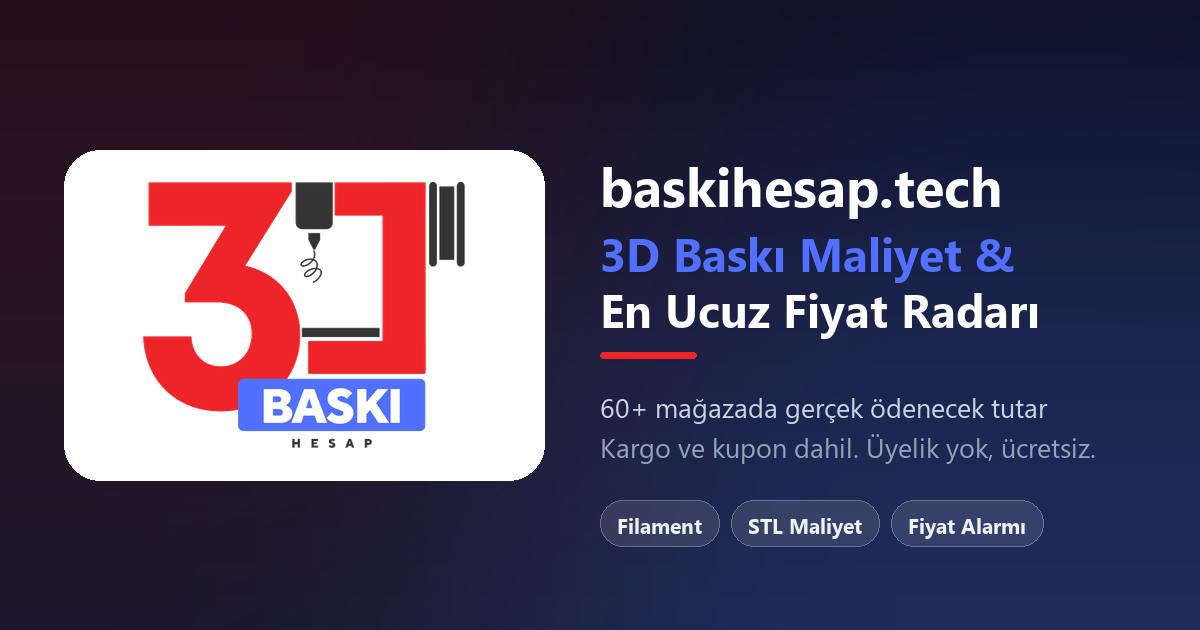 3D
BASKI
HESAP
baskihesap.tech
3D Baskı Maliyet &
En Ucuz Fiyat Radarı
60+ mağazada gerçek ödenecek tutar
Kargo ve kupon dahil. Üyelik yok, ücretsiz.
Filament
STL Maliyet
Fiyat Alarmı